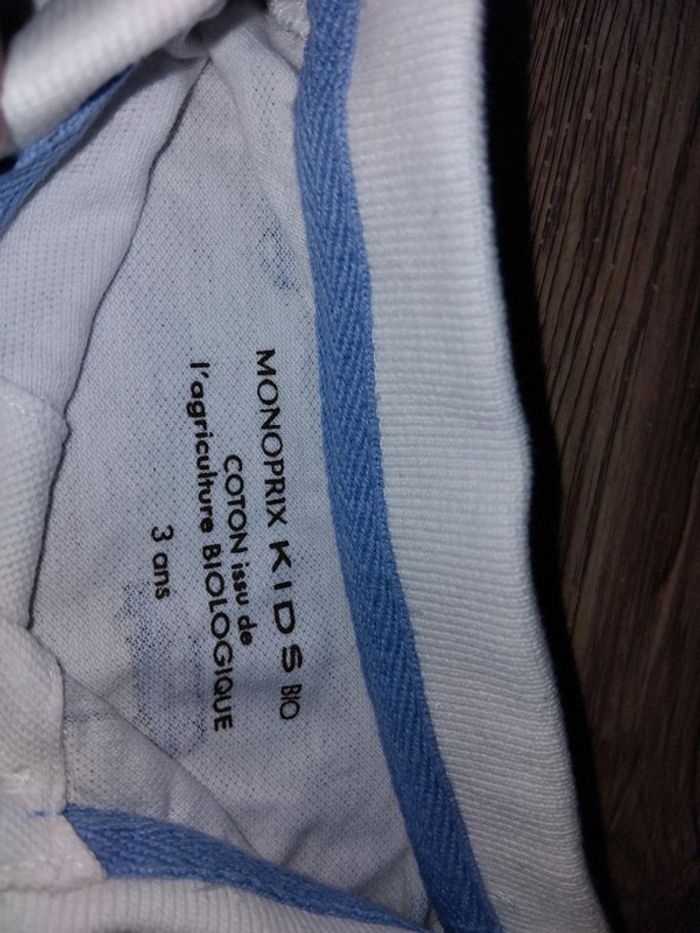 MONOPRIX KIDS BIO
COTON issu de
l'agriculture BIOLOGIQUE
3 ans